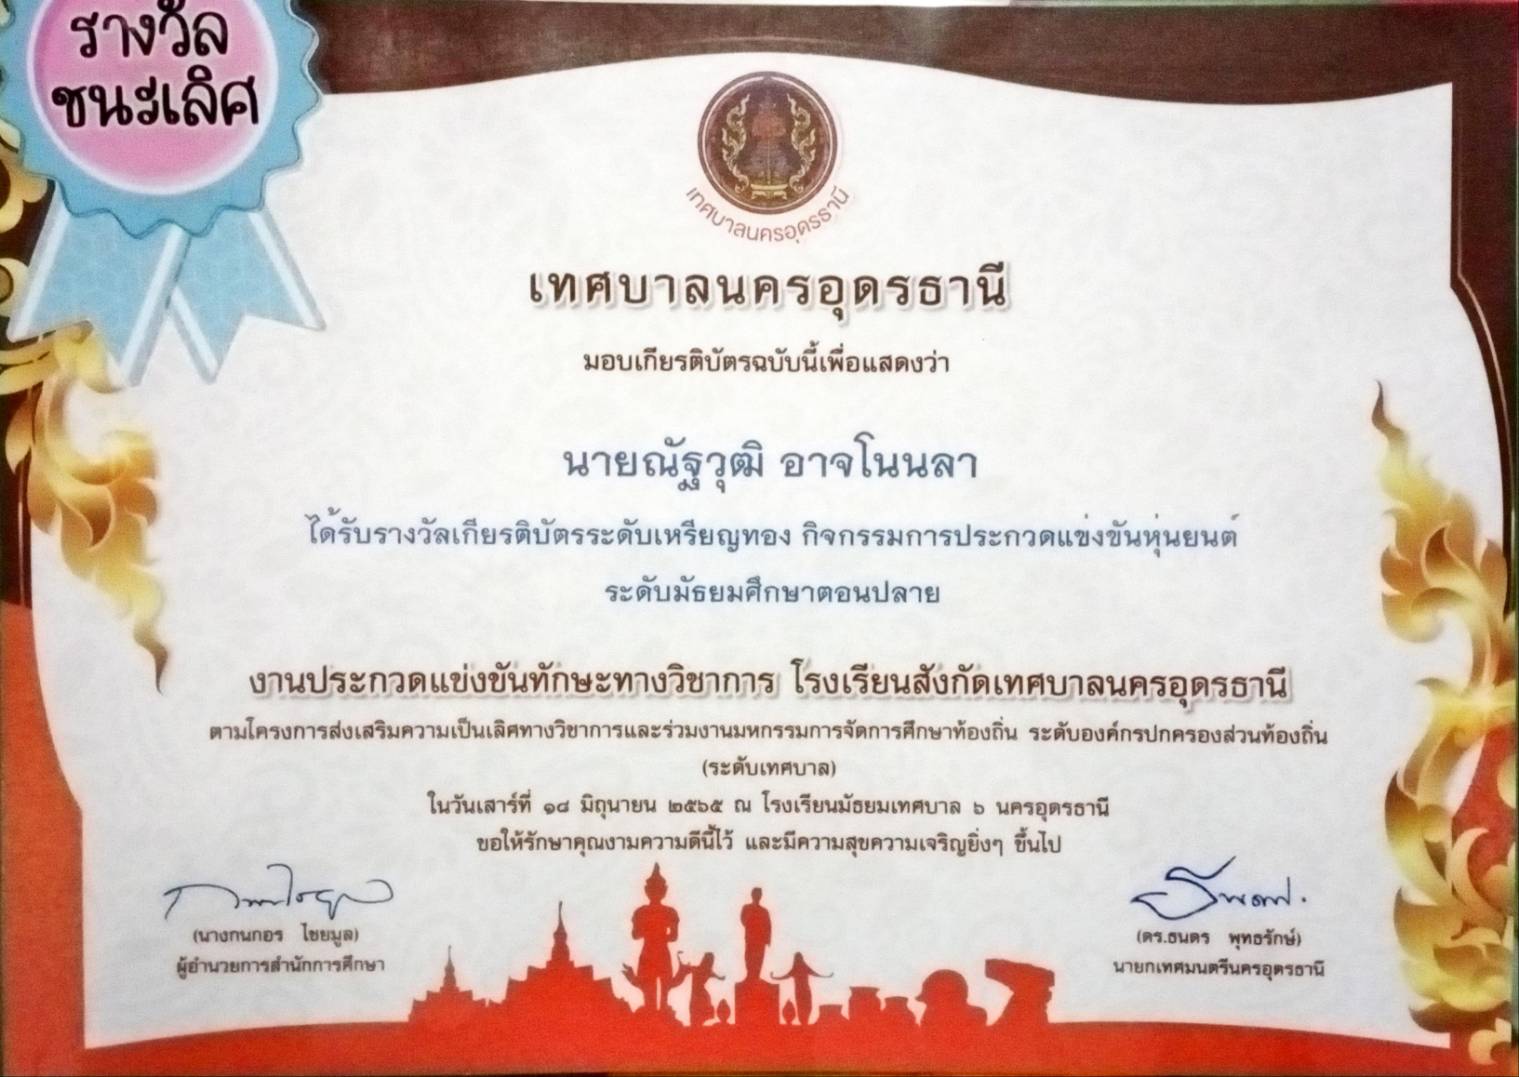 รางวัล
ชนะเลิศ
เทศบาลนครอุดรธานี
เทศบาลนครอุดรธานี
มอบเกียรติบัตรฉบับนี้เพื่อแสดงว่า
นายณัฐวุฒิ อาจโนนลา
ได้รับรางวัลเกียรติบัตรระดับเหรียญทอง กิจกรรมการประกวดแข่งขันหุ่นยนต์
ระดับมัธยมศึกษาตอนปลาย
งานประกวดแข่งขันทักษะทางวิชาการ โรงเรียนสังกัดเทศบาลนครอุดรธานี
ตามโครงการส่งเสริมความเป็นเลิศทางวิชาการและร่วมงานมหกรรมการจัดการศึกษาท้องถิ่น ระดับองค์กรปกครองส่วนท้องถิ่น
(ระดับเทศบาล)
ในวันเสาร์ที่ ๑๘ มิถุนายน ๒๕๖๕ ณ โรงเรียนมัธยมเทศบาล ๖ นครอุดรธานี
ขอให้รักษาคุณงามความดีนี้ไว้ และมีความสุขความเจริญยิ่งๆ ขึ้นไป
(นางกนกอร ไชยมูล)
ผู้อำนวยการสำนักการศึกษา
(ดร.ธนดร พุทธรักษ์)
นายกเทศมนตรีนครอุดรธานี